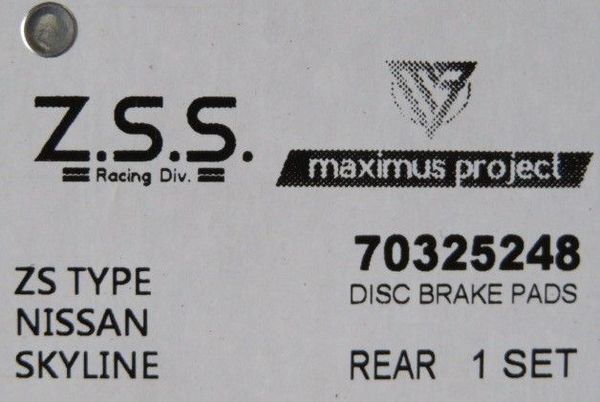 Z.S.S.
Racing Div.
maximus project
70325248
DISC BRAKE PADS
ZS TYPE
NISSAN
SKYLINE
REAR 1 SET